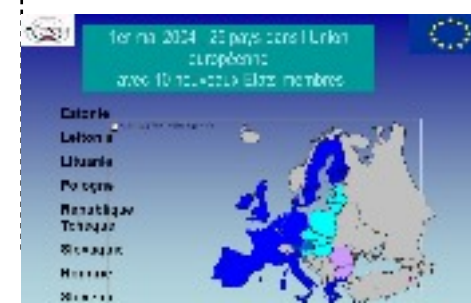 1er mai 2004 : 25 pays dans l'Union
européenne
avec 10 nouveaux Etats membres
Estonie
Lettonie
Lituanie
Pologne
République
Tchèque
Slovaquie
Hongrie
Slovénie